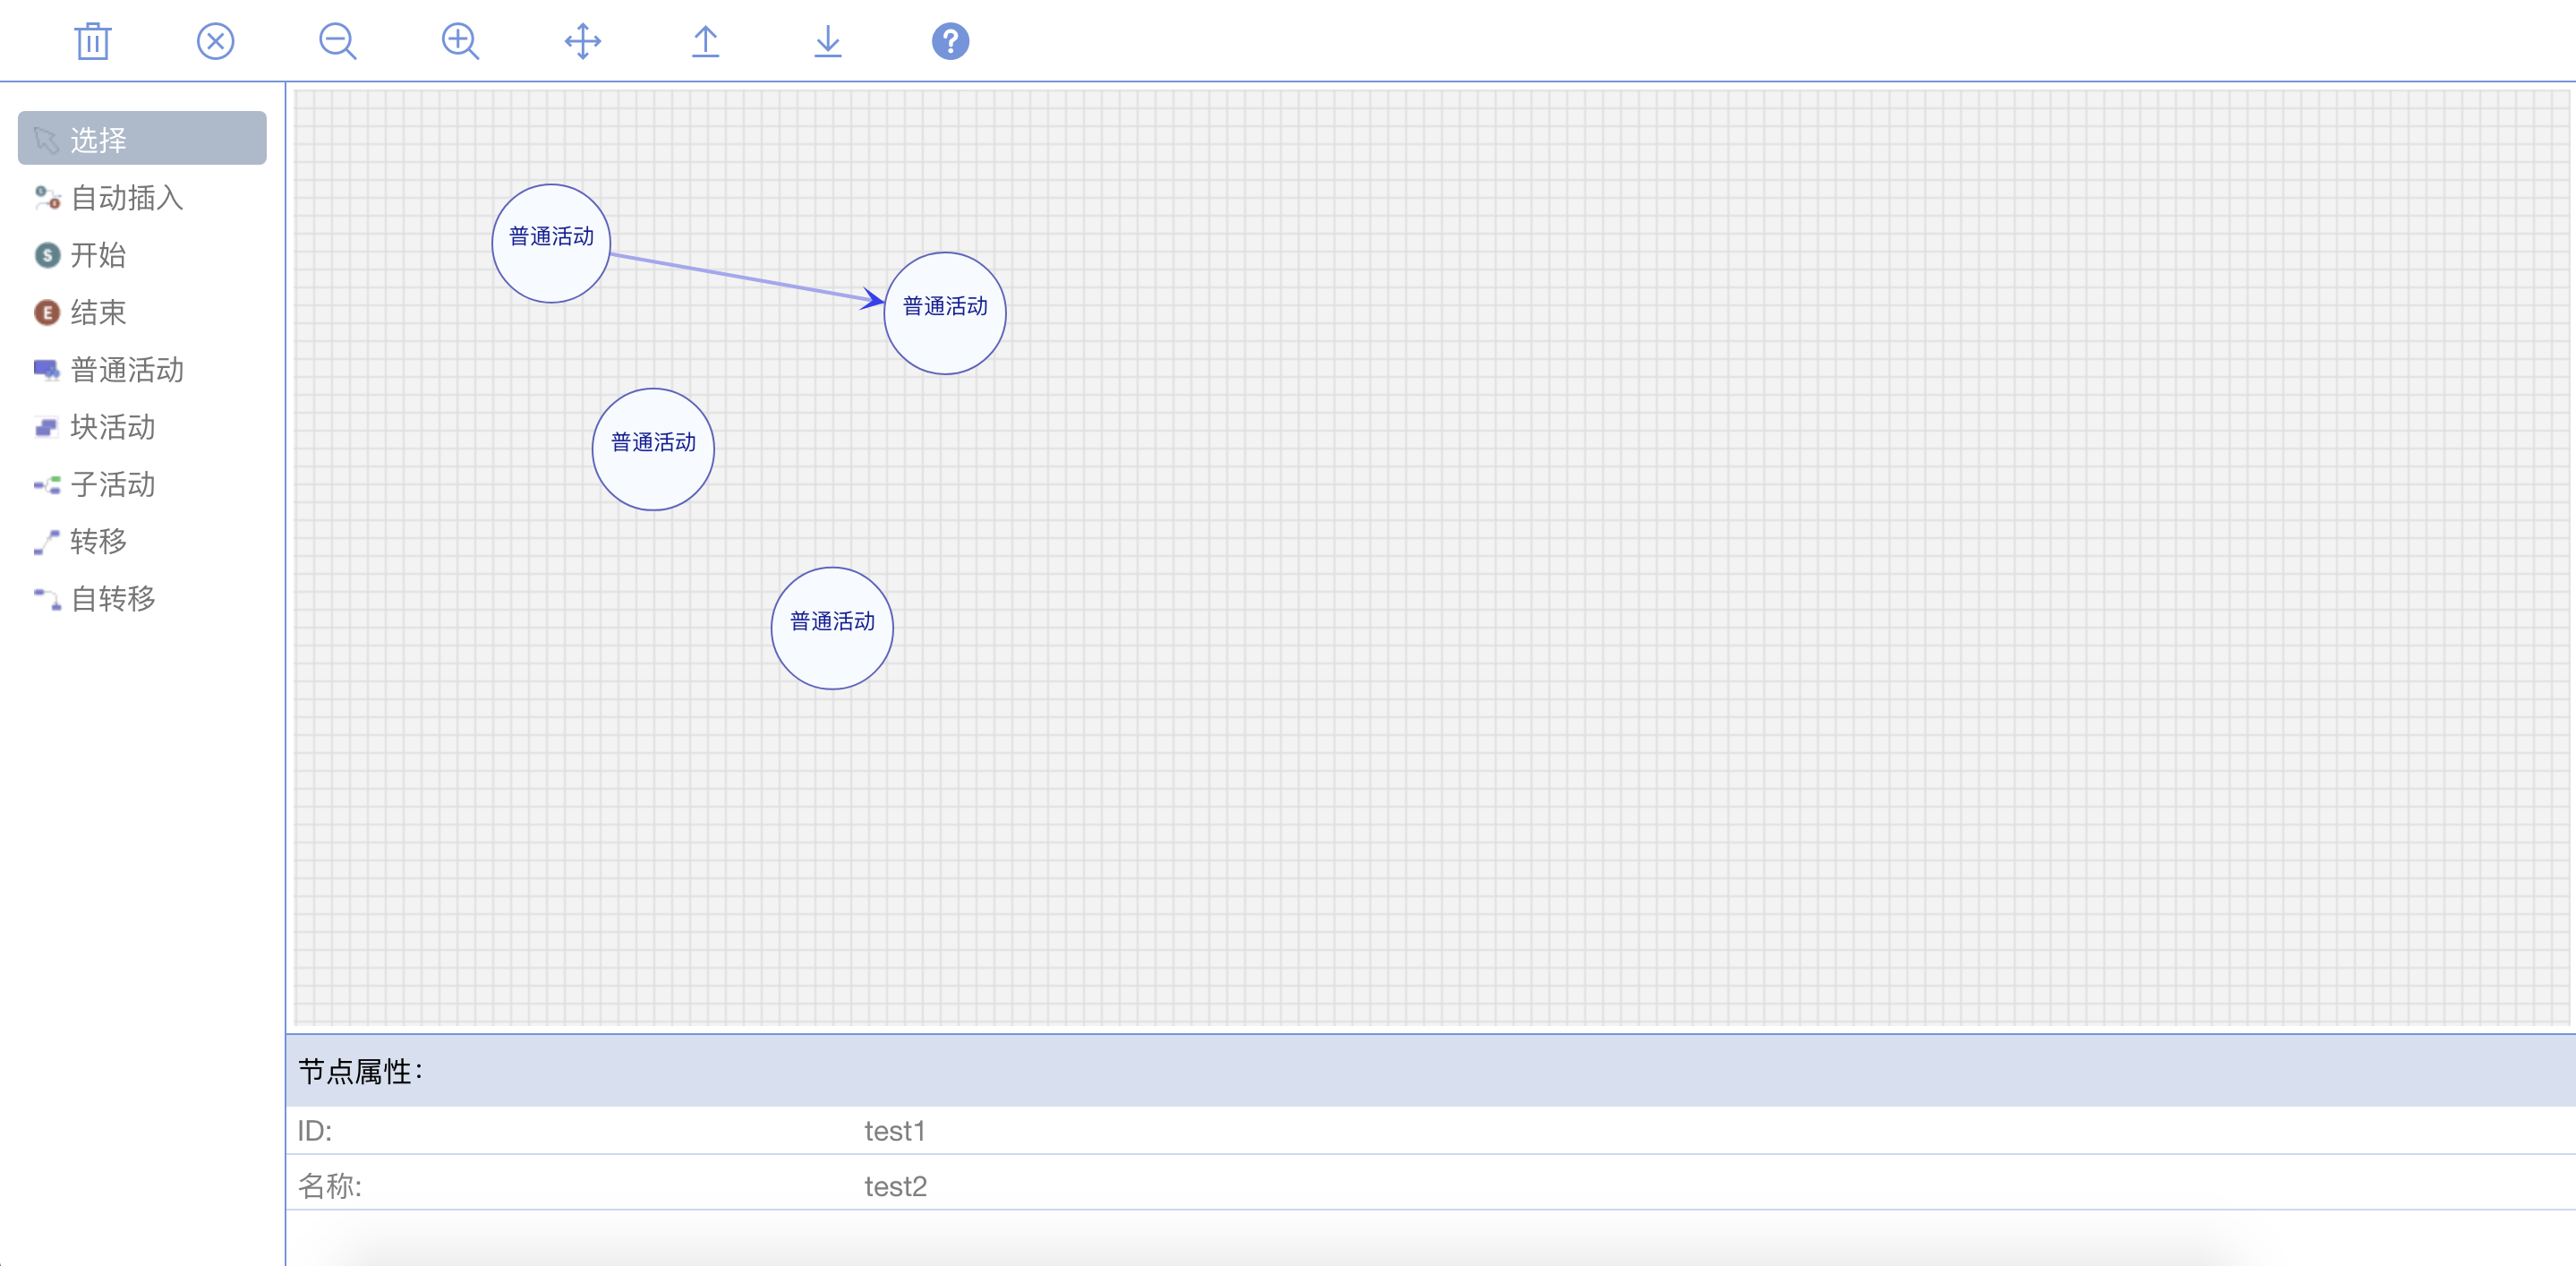 选择
自动插入
S 开始
E 结束
普通活动
块活动
子活动
转移
自转移
普通活动
普通活动
普通活动
普通活动
节点属性:
ID: test1
名称: test2